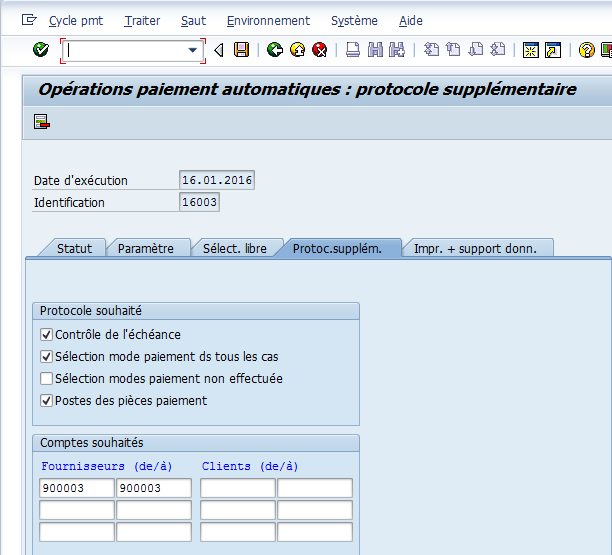 Cycle pmt Traiter Saut Environnement Système Aide
Opérations paiement automatiques : protocole supplémentaire
Date d'exécution 16.01.2016
Identification 16003
Statut Paramètre Sélect. libre Protoc.supplém. Impr. + support donn.
Protocole souhaité
Contrôle de l'échéance
Sélection mode paiement ds tous les cas
Sélection modes paiement non effectuée
Postes des pièces paiement
Comptes souhaités
Fournisseurs (de/à) Clients (de/à)
900003 900003